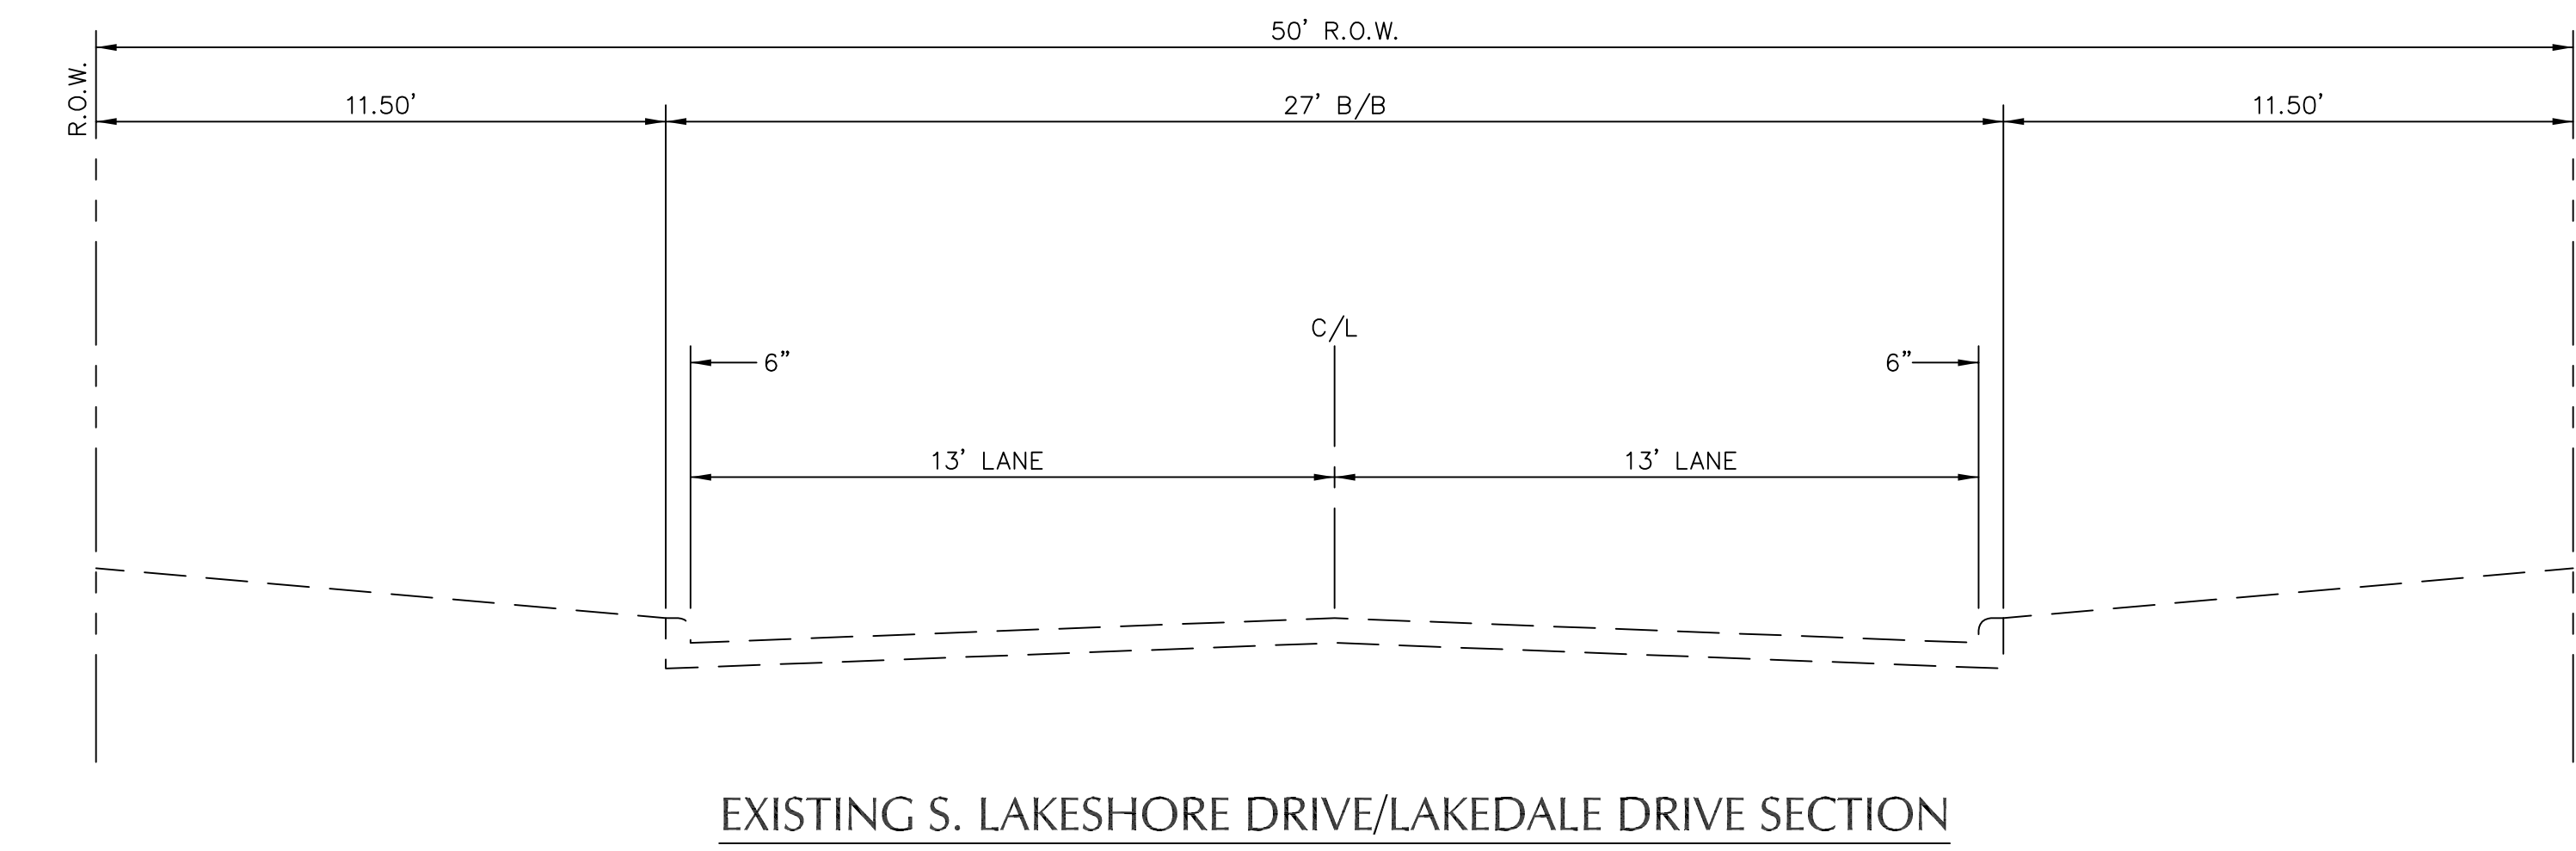 50' R.O.W.
R.O.W.
11.50'
27' B/B
11.50'
C/L
6"
6"
13' LANE
13' LANE
EXISTING S. LAKESHORE DRIVE/LAKEDALE DRIVE SECTION